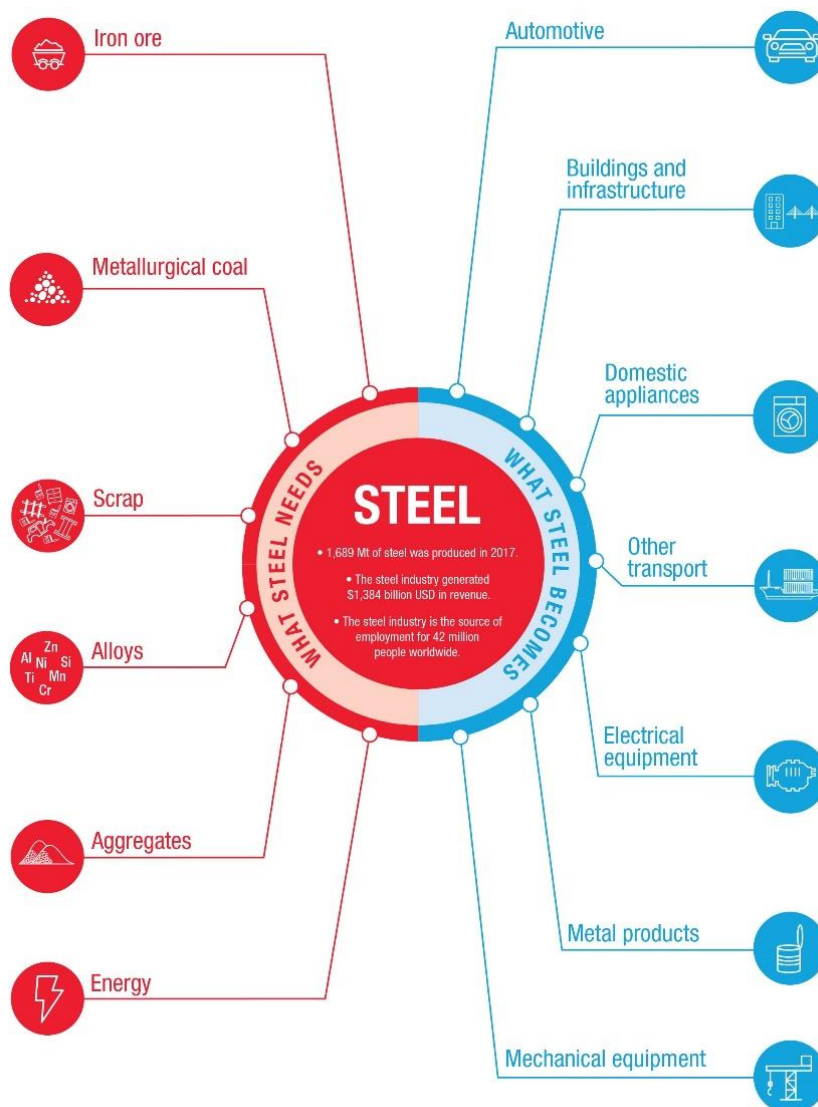 Iron ore
Metallurgical coal
Scrap
Alloys
Zn
Al Ni Si
Ti Mn
Cr
Aggregates
Energy
WHAT STEEL NEEDS
STEEL
• 1,689 Mt of steel was produced in 2017.
• The steel industry generated
$1,384 billion USD in revenue.
• The steel industry is the source of
employment for 42 million
people worldwide.
WHAT STEEL BECOMES
Automotive
Buildings and
infrastructure
Domestic
appliances
Other
transport
Electrical
equipment
Metal products
Mechanical equipment